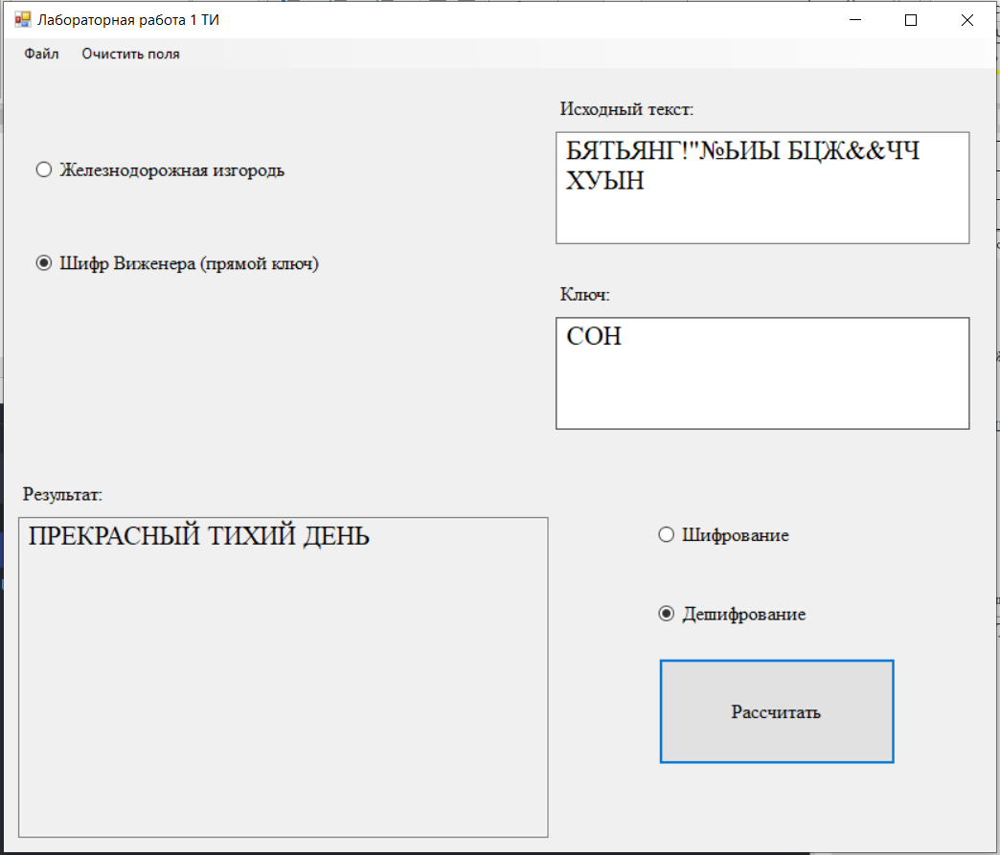 Лабораторная работа 1 ТИ
Файл Очистить поля
Исходный текст:
БЯТЬЯНГ!"№ЬИЫ БЦЖ&&ЧЧ
ХУЫН
Железнодорожная изгородь
Шифр Виженера (прямой ключ)
Ключ:
СОН
Результат:
ПРЕКРАСНЫЙ ТИХИЙ ДЕНЬ
Шифрование
Дешифрование
Рассчитать